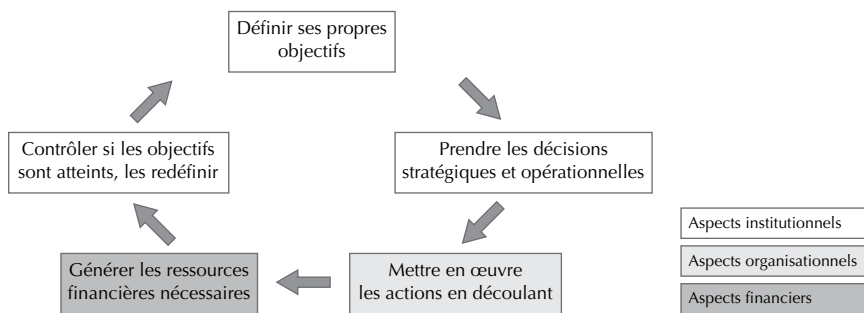 Définir ses propres
objectifs
Contrôler si les objectifs
sont atteints, les redéfinir
Prendre les décisions
stratégiques et opérationnelles
Générer les ressources
financières nécessaires
Mettre en œuvre
les actions en découlant
Aspects institutionnels
Aspects organisationnels
Aspects financiers